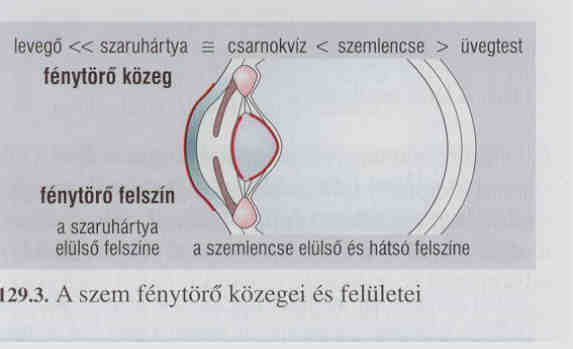 levegő << szaruhártya ≅ csarnokvíz < szemlencse > üvegtest
fénytörő közeg
fénytörő felszín
a szaruhártya
elülső felszíne
a szemlencse elülső és hátsó felszíne
129.3. A szem fénytörő közegei és felületei